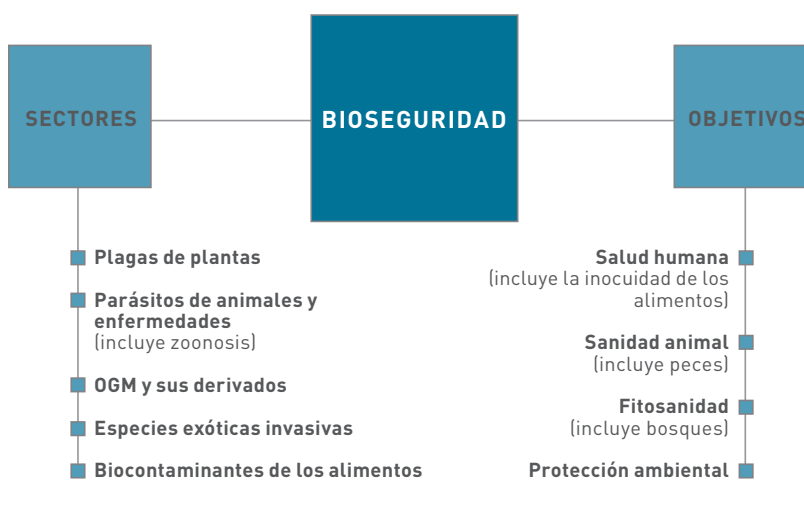 SECTORES
BIOSEGURIDAD
OBJETIVOS
Plagas de plantas
Parásitos de animales y
enfermedades
(incluye zoonosis)
OGM y sus derivados
Especies exóticas invasivas
Biocontaminantes de los alimentos
Salud humana
(incluye la inocuidad de los
alimentos)
Sanidad animal
(incluye peces)
Fitosanidad
(incluye bosques)
Protección ambiental